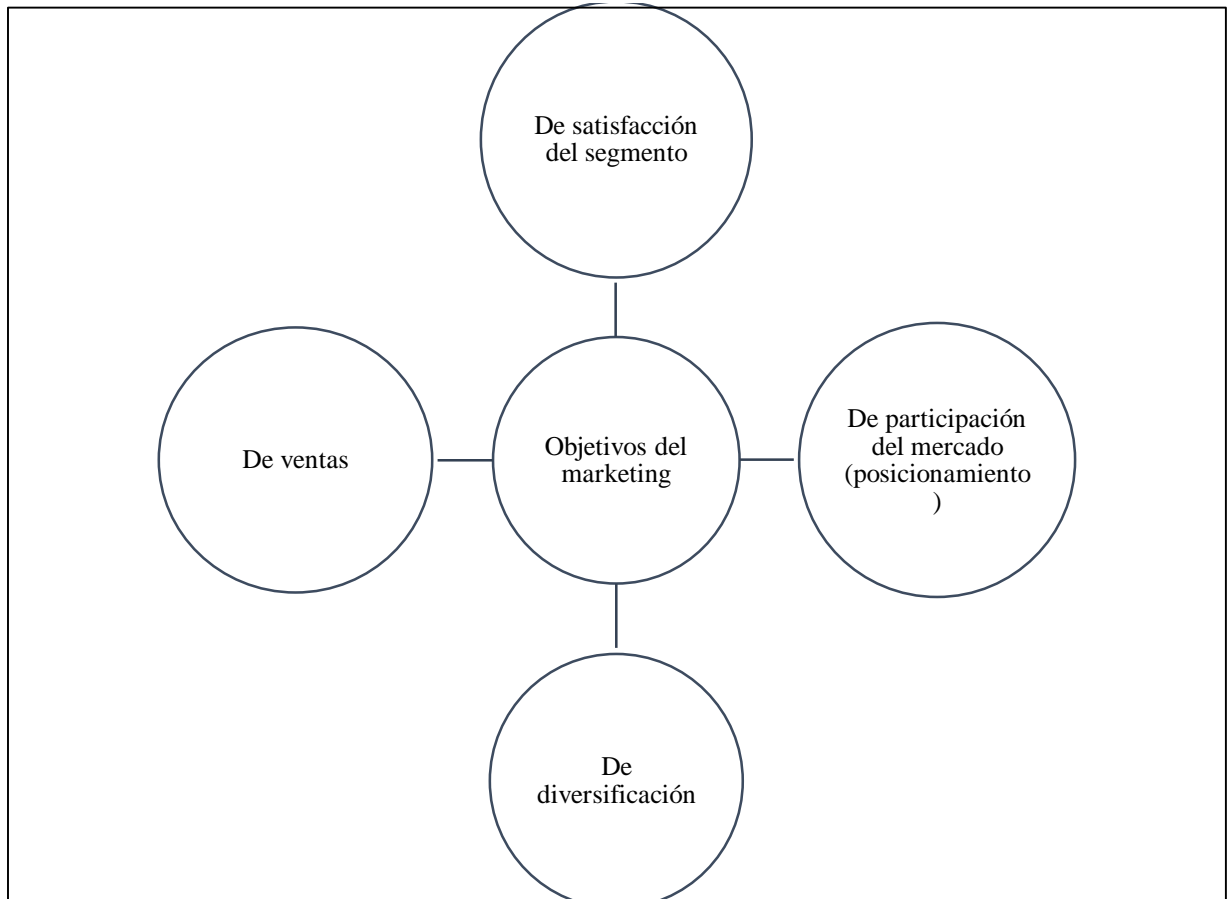 De satisfacción
del segmento
De ventas
Objetivos del
marketing
De participación
del mercado
(posicionamiento
)
De
diversificación